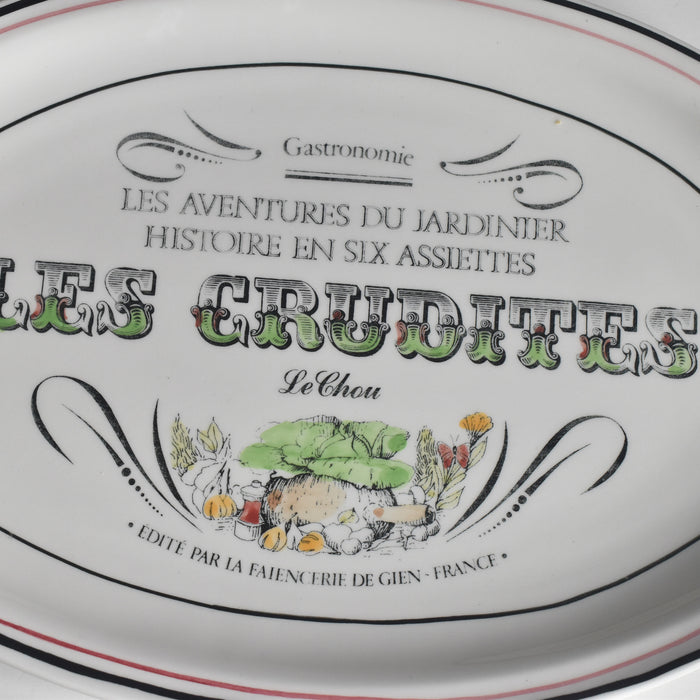 Gastronomie
LES AVENTURES DU JARDINIER
HISTOIRE EN SIX ASSIETTES
LES CRUDITES
Le Chou
• ÉDITÉ PAR LA FAIENCERIE DE GIEN - FRANCE •